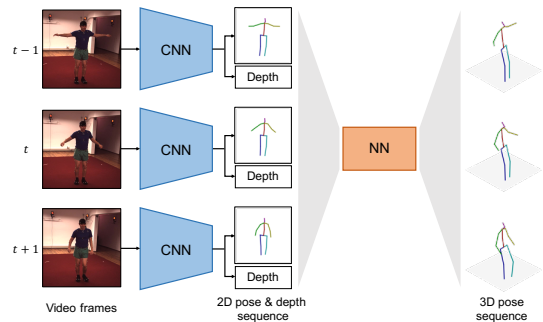 t − 1
CNN
Depth
t
CNN
Depth
NN
t + 1
CNN
Depth
Video frames
2D pose & depth
sequence
3D pose
sequence